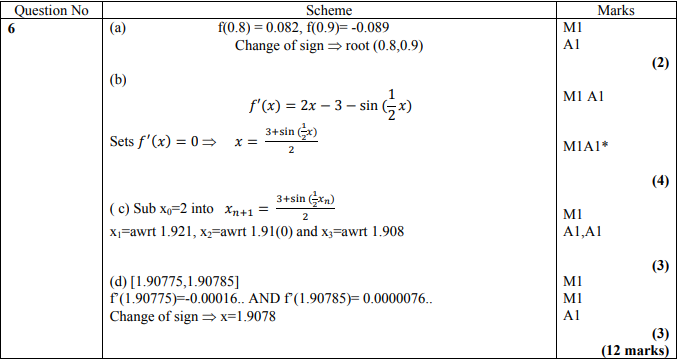 Question No Scheme Marks
6 (a) f(0.8) = 0.082, f(0.9)= -0.089 M1
Change of sign ⇒ root (0.8,0.9) A1
(2)
(b)
f′(x) = 2x − 3 − sin (½x) M1 A1
Sets f′(x) = 0 ⇒ x = (3+sin (½x))/2 M1A1*
(4)
( c) Sub x₀=2 into xₙ₊₁ = (3+sin (½xₙ))/2 M1
x₁=awrt 1.921, x₂=awrt 1.91(0) and x₃=awrt 1.908 A1,A1
(3)
(d) [1.90775,1.90785] M1
f’(1.90775)=-0.00016.. AND f’(1.90785)= 0.0000076.. M1
Change of sign ⇒ x=1.9078 A1
(3)
(12 marks)